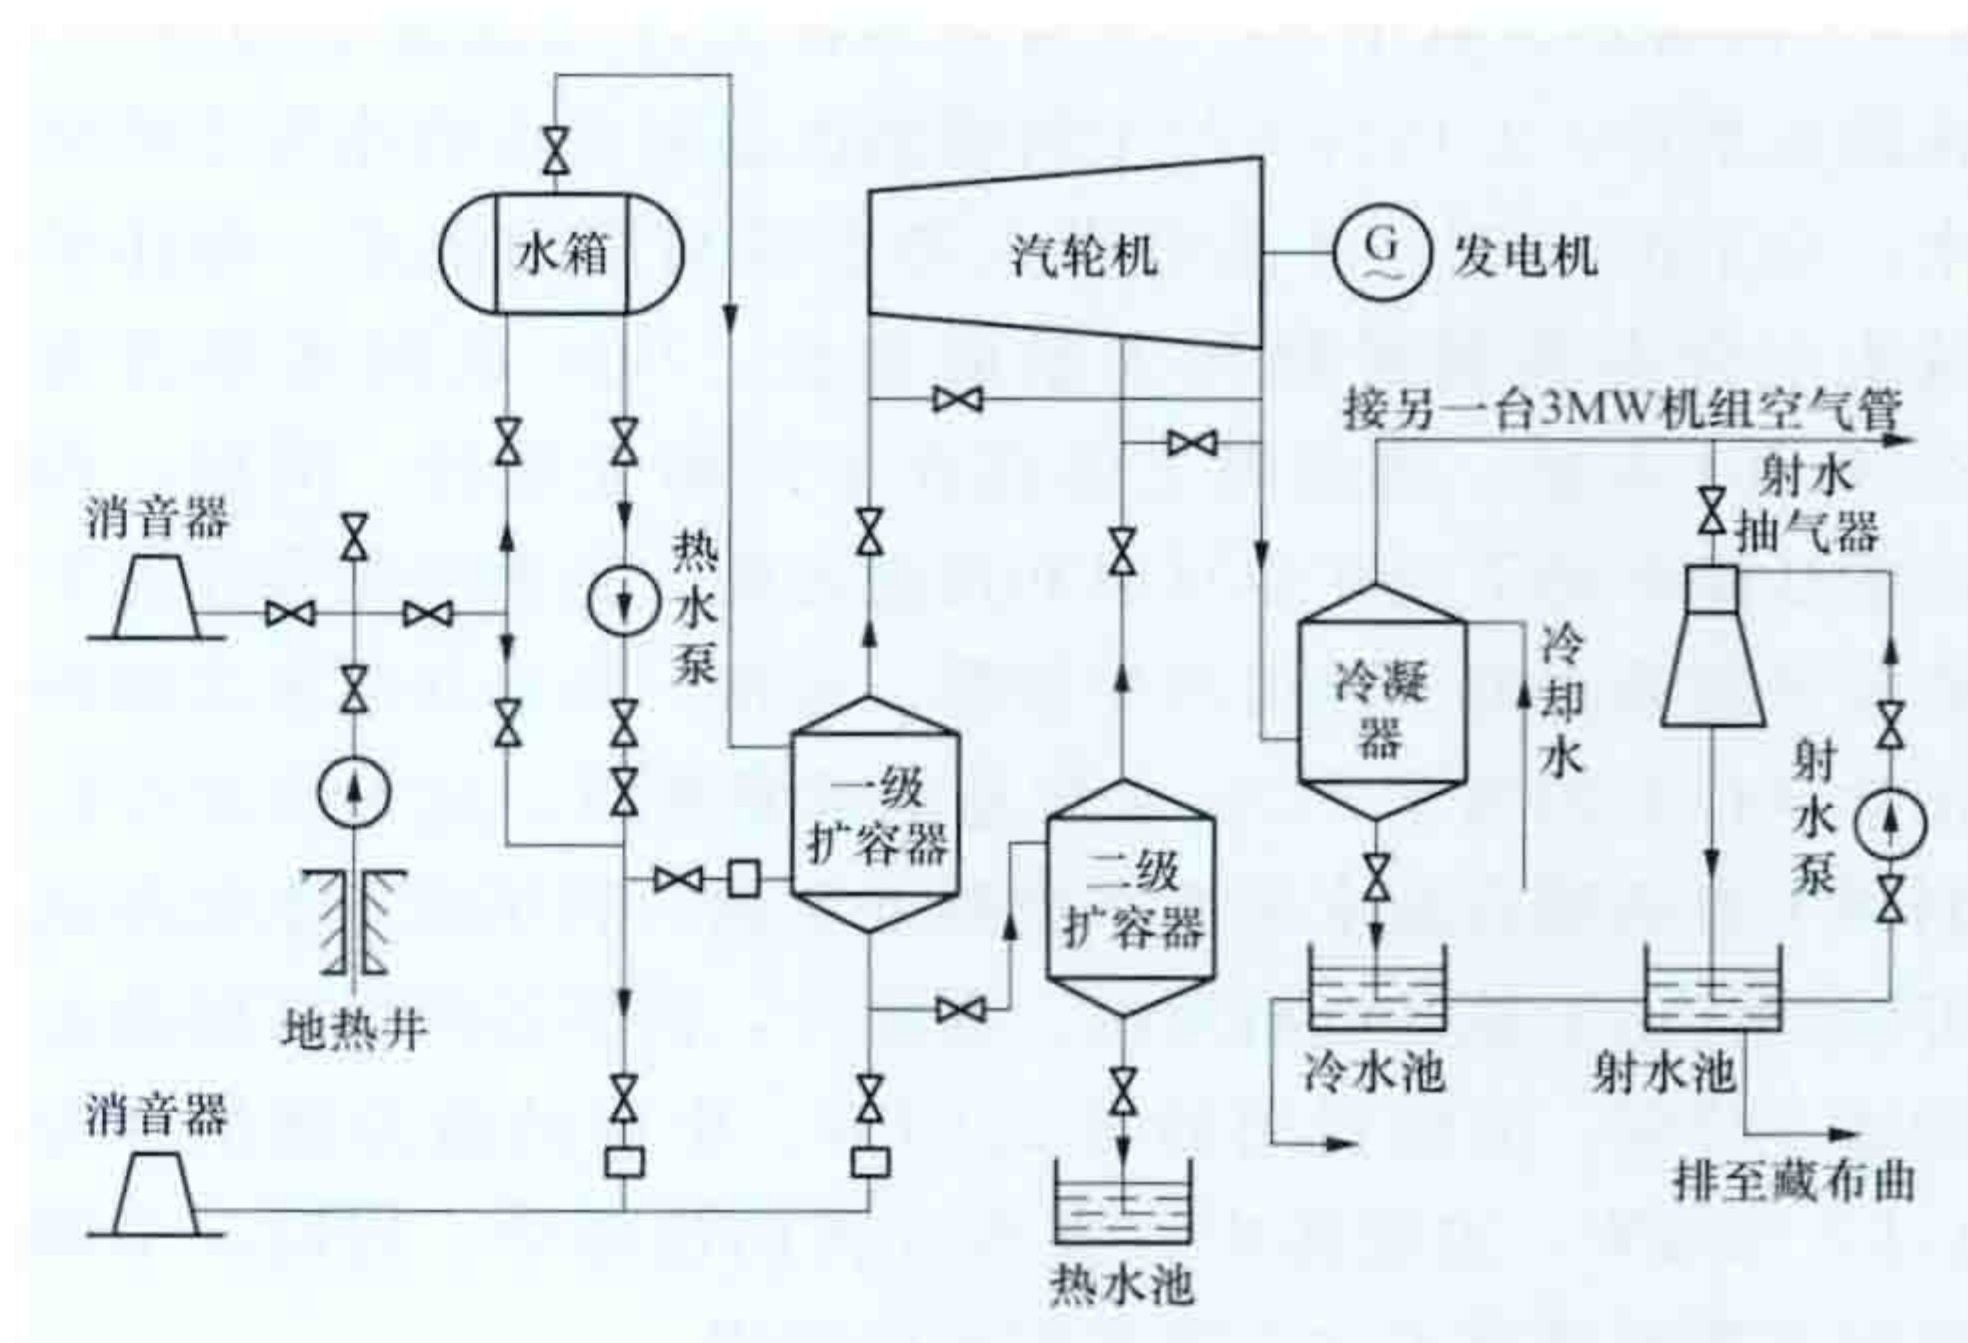 水箱
汽轮机
G
发电机
接另一台3MW机组空气管
射水
抽气器
消音器
热
水
泵
冷
却
水
冷凝
器
一级
扩容器
二级
扩容器
射
水
泵
地热井
冷水池
射水池
消音器
排至藏布曲
热水池